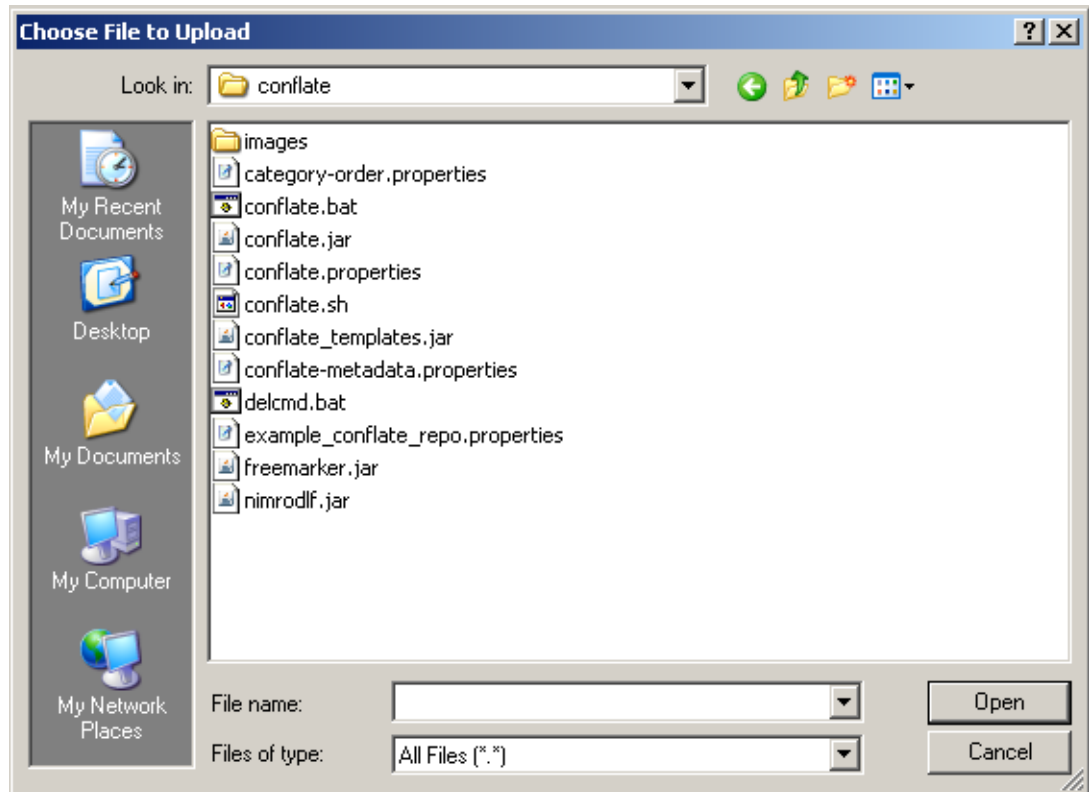 Choose File to Upload
Look in:
conflate
My Recent
Documents
Desktop
My Documents
My Computer
My Network
Places
images
category-order.properties
conflate.bat
conflate.jar
conflate.properties
conflate.sh
conflate_templates.jar
conflate-metadata.properties
delcmd.bat
example_conflate_repo.properties
freemarker.jar
nimrodlf.jar
File name:
Open
Files of type:
All Files (*.*)
Cancel